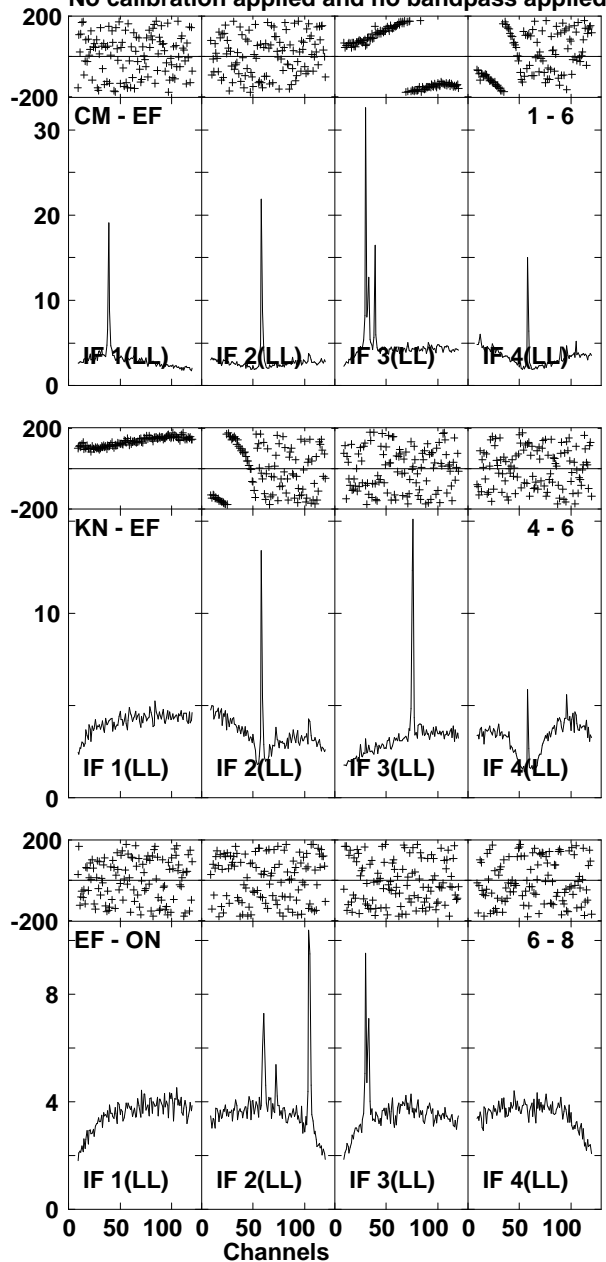 No calibration applied and no bandpass applied
200
-200
CM - EF 1 - 6
30
20
10
0
IF 1(LL) IF 2(LL) IF 3(LL) IF 4(LL)
200
-200
KN - EF 4 - 6
10
0
IF 1(LL) IF 2(LL) IF 3(LL) IF 4(LL)
200
-200
EF - ON 6 - 8
8
4
0
IF 1(LL) IF 2(LL) IF 3(LL) IF 4(LL)
0 50 100 0 50 100 0 50 100 0 50 100
Channels